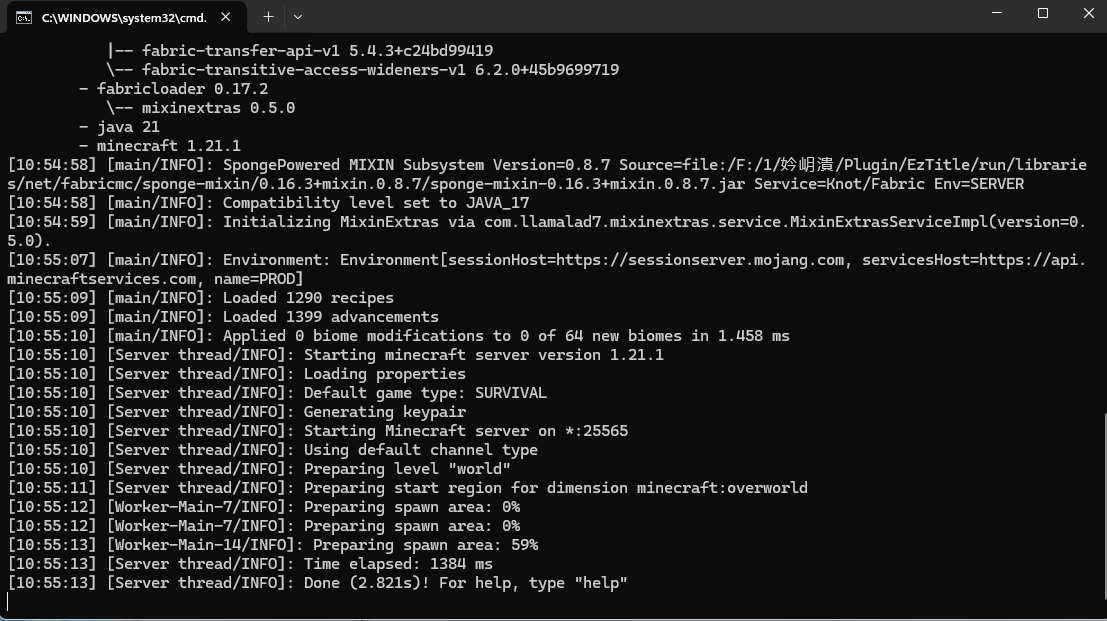 C:\WINDOWS\system32\cmd.
|-- fabric-transfer-api-v1 5.4.3+c24bd99419
\-- fabric-transitive-access-wideners-v1 6.2.0+45b9699719
- fabricloader 0.17.2
\-- mixinextras 0.5.0
- java 21
- minecraft 1.21.1
[10:54:58] [main/INFO]: SpongePowered MIXIN Subsystem Version=0.8.7 Source=file:/F:/1/妗岄潰/Plugin/EzTitle/run/librarie
s/net/fabricmc/sponge-mixin/0.16.3+mixin.0.8.7/sponge-mixin-0.16.3+mixin.0.8.7.jar Service=Knot/Fabric Env=SERVER
[10:54:58] [main/INFO]: Compatibility level set to JAVA_17
[10:54:59] [main/INFO]: Initializing MixinExtras via com.llamalad7.mixinextras.service.MixinExtrasServiceImpl(version=0.
5.0).
[10:55:07] [main/INFO]: Environment: Environment[sessionHost=https://sessionserver.mojang.com, servicesHost=https://api.
minecraftservices.com, name=PROD]
[10:55:09] [main/INFO]: Loaded 1290 recipes
[10:55:09] [main/INFO]: Loaded 1399 advancements
[10:55:10] [main/INFO]: Applied 0 biome modifications to 0 of 64 new biomes in 1.458 ms
[10:55:10] [Server thread/INFO]: Starting minecraft server version 1.21.1
[10:55:10] [Server thread/INFO]: Loading properties
[10:55:10] [Server thread/INFO]: Default game type: SURVIVAL
[10:55:10] [Server thread/INFO]: Generating keypair
[10:55:10] [Server thread/INFO]: Starting Minecraft server on *:25565
[10:55:10] [Server thread/INFO]: Using default channel type
[10:55:10] [Server thread/INFO]: Preparing level "world"
[10:55:11] [Server thread/INFO]: Preparing start region for dimension minecraft:overworld
[10:55:12] [Worker-Main-7/INFO]: Preparing spawn area: 0%
[10:55:12] [Worker-Main-7/INFO]: Preparing spawn area: 0%
[10:55:13] [Worker-Main-14/INFO]: Preparing spawn area: 59%
[10:55:13] [Server thread/INFO]: Time elapsed: 1384 ms
[10:55:13] [Server thread/INFO]: Done (2.821s)! For help, type "help"